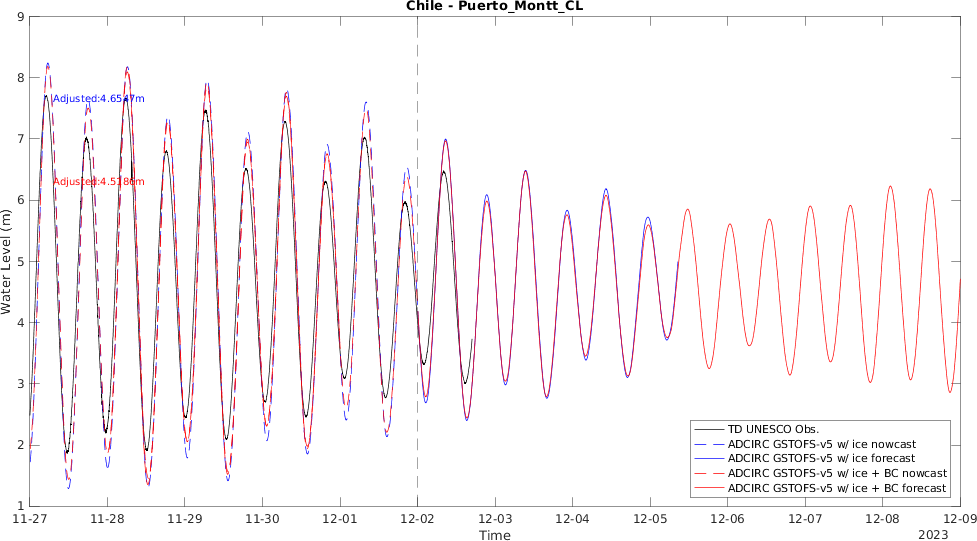 Chile - Puerto_Montt_CL
9
8
7
6
5
4
3
2
1
Water Level (m)
Adjusted:4.6547m
Adjusted:4.5186m
TD UNESCO Obs.
ADCIRC GSTOFS-v5 w/ ice nowcast
ADCIRC GSTOFS-v5 w/ ice forecast
ADCIRC GSTOFS-v5 w/ ice + BC nowcast
ADCIRC GSTOFS-v5 w/ ice + BC forecast
11-27 11-28 11-29 11-30 12-01 12-02 12-03 12-04 12-05 12-06 12-07 12-08 12-09
Time
2023